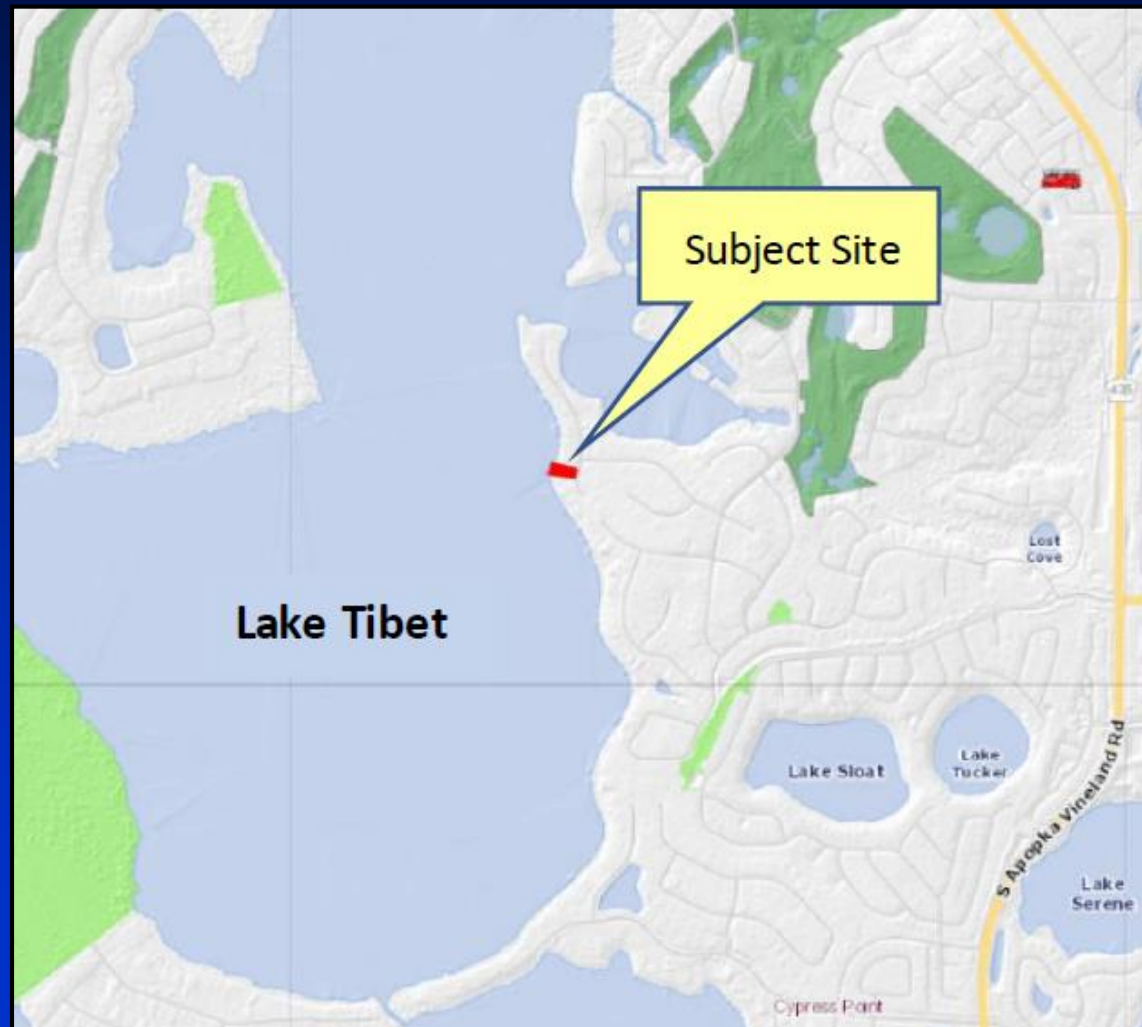 Subject Site
Lost
Cove
Lake Tibet
Lake Sloat
Lake
Tucker
S Apopka Vineland Rd
Lake
Serene
Cypress Point